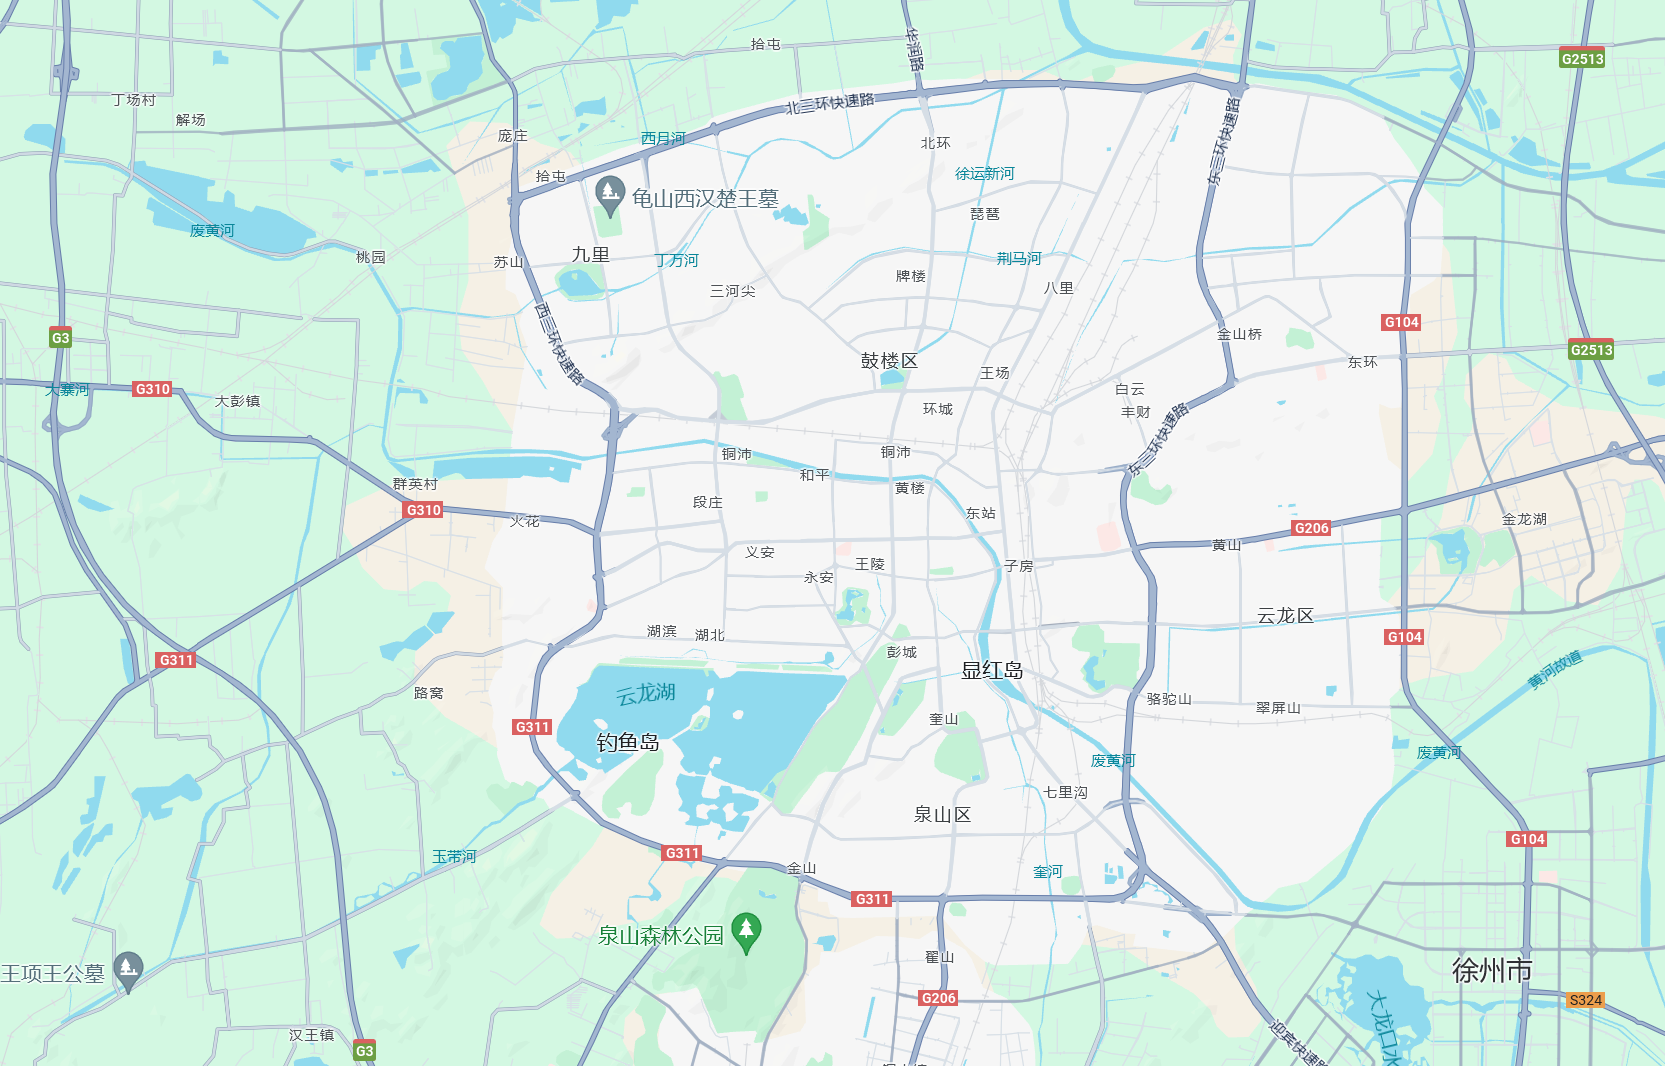 拾屯
华润路
G2513
丁场村
解场
北三环快速路
庞庄
西月河
北环
东三环快速路
拾屯
徐运新河
龟山西汉楚王墓
琵琶
废黄河
桃园
苏山
九里
丁万河
荆马河
牌楼
八里
三河尖
G104
金山桥
G3
西三环快速路
G2513
鼓楼区
东环
王场
大寨河
G310
白云
大彭镇
环城
丰财
东三环快速路
铜沛
铜沛
和平
群英村
黄楼
段庄
G310
火花
东站
金龙湖
G206
黄山
义安
王陵
子房
永安
云龙区
湖滨
湖北
G104
彭城
G311
显红岛
黄河故道
云龙湖
路窝
骆驼山
翠屏山
奎山
G311
钓鱼岛
废黄河
废黄河
七里沟
泉山区
G104
G311
玉带河
金山
奎河
G311
泉山森林公园
翟山
王项王公墓
徐州市
G206
S324
大龙口水
汉王镇
迎宾快速路
G3